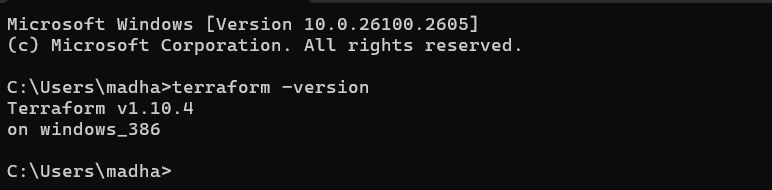 Microsoft Windows [Version 10.0.26100.2605]
(c) Microsoft Corporation. All rights reserved.
C:\Users\madha>terraform -version
Terraform v1.10.4
on windows_386
C:\Users\madha>